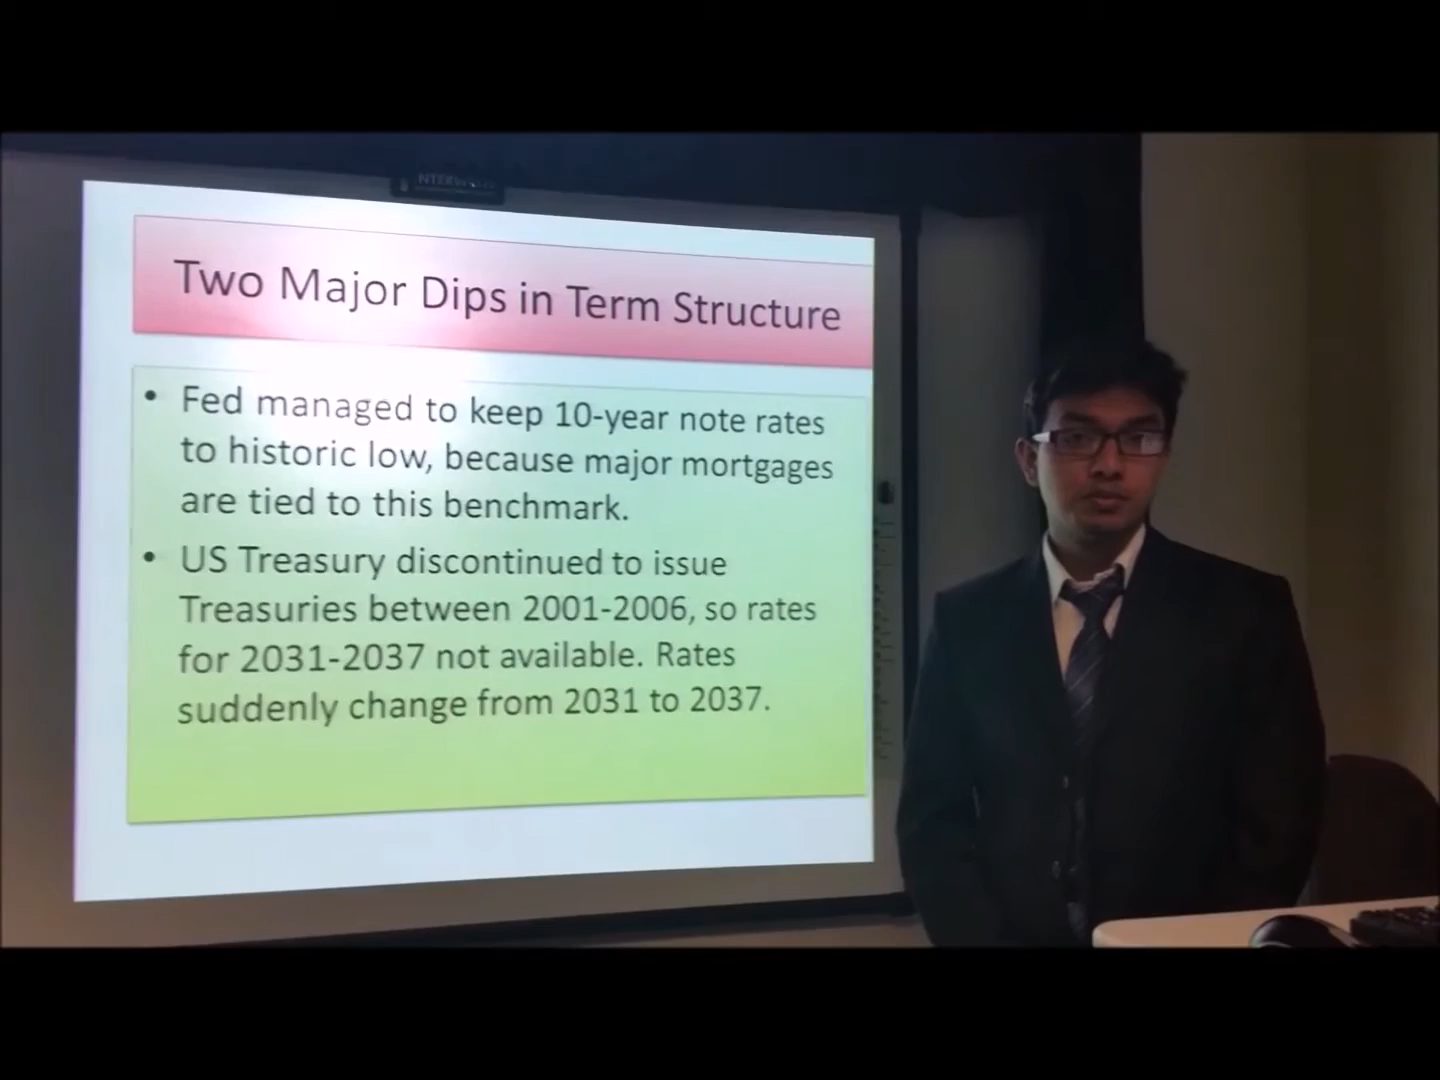 Two Major Dips in Term Structure
• Fed managed to keep 10-year note rates
to historic low, because major mortgages
are tied to this benchmark.
• US Treasury discontinued to issue
Treasuries between 2001-2006, so rates
for 2031-2037 not available. Rates
suddenly change from 2031 to 2037.